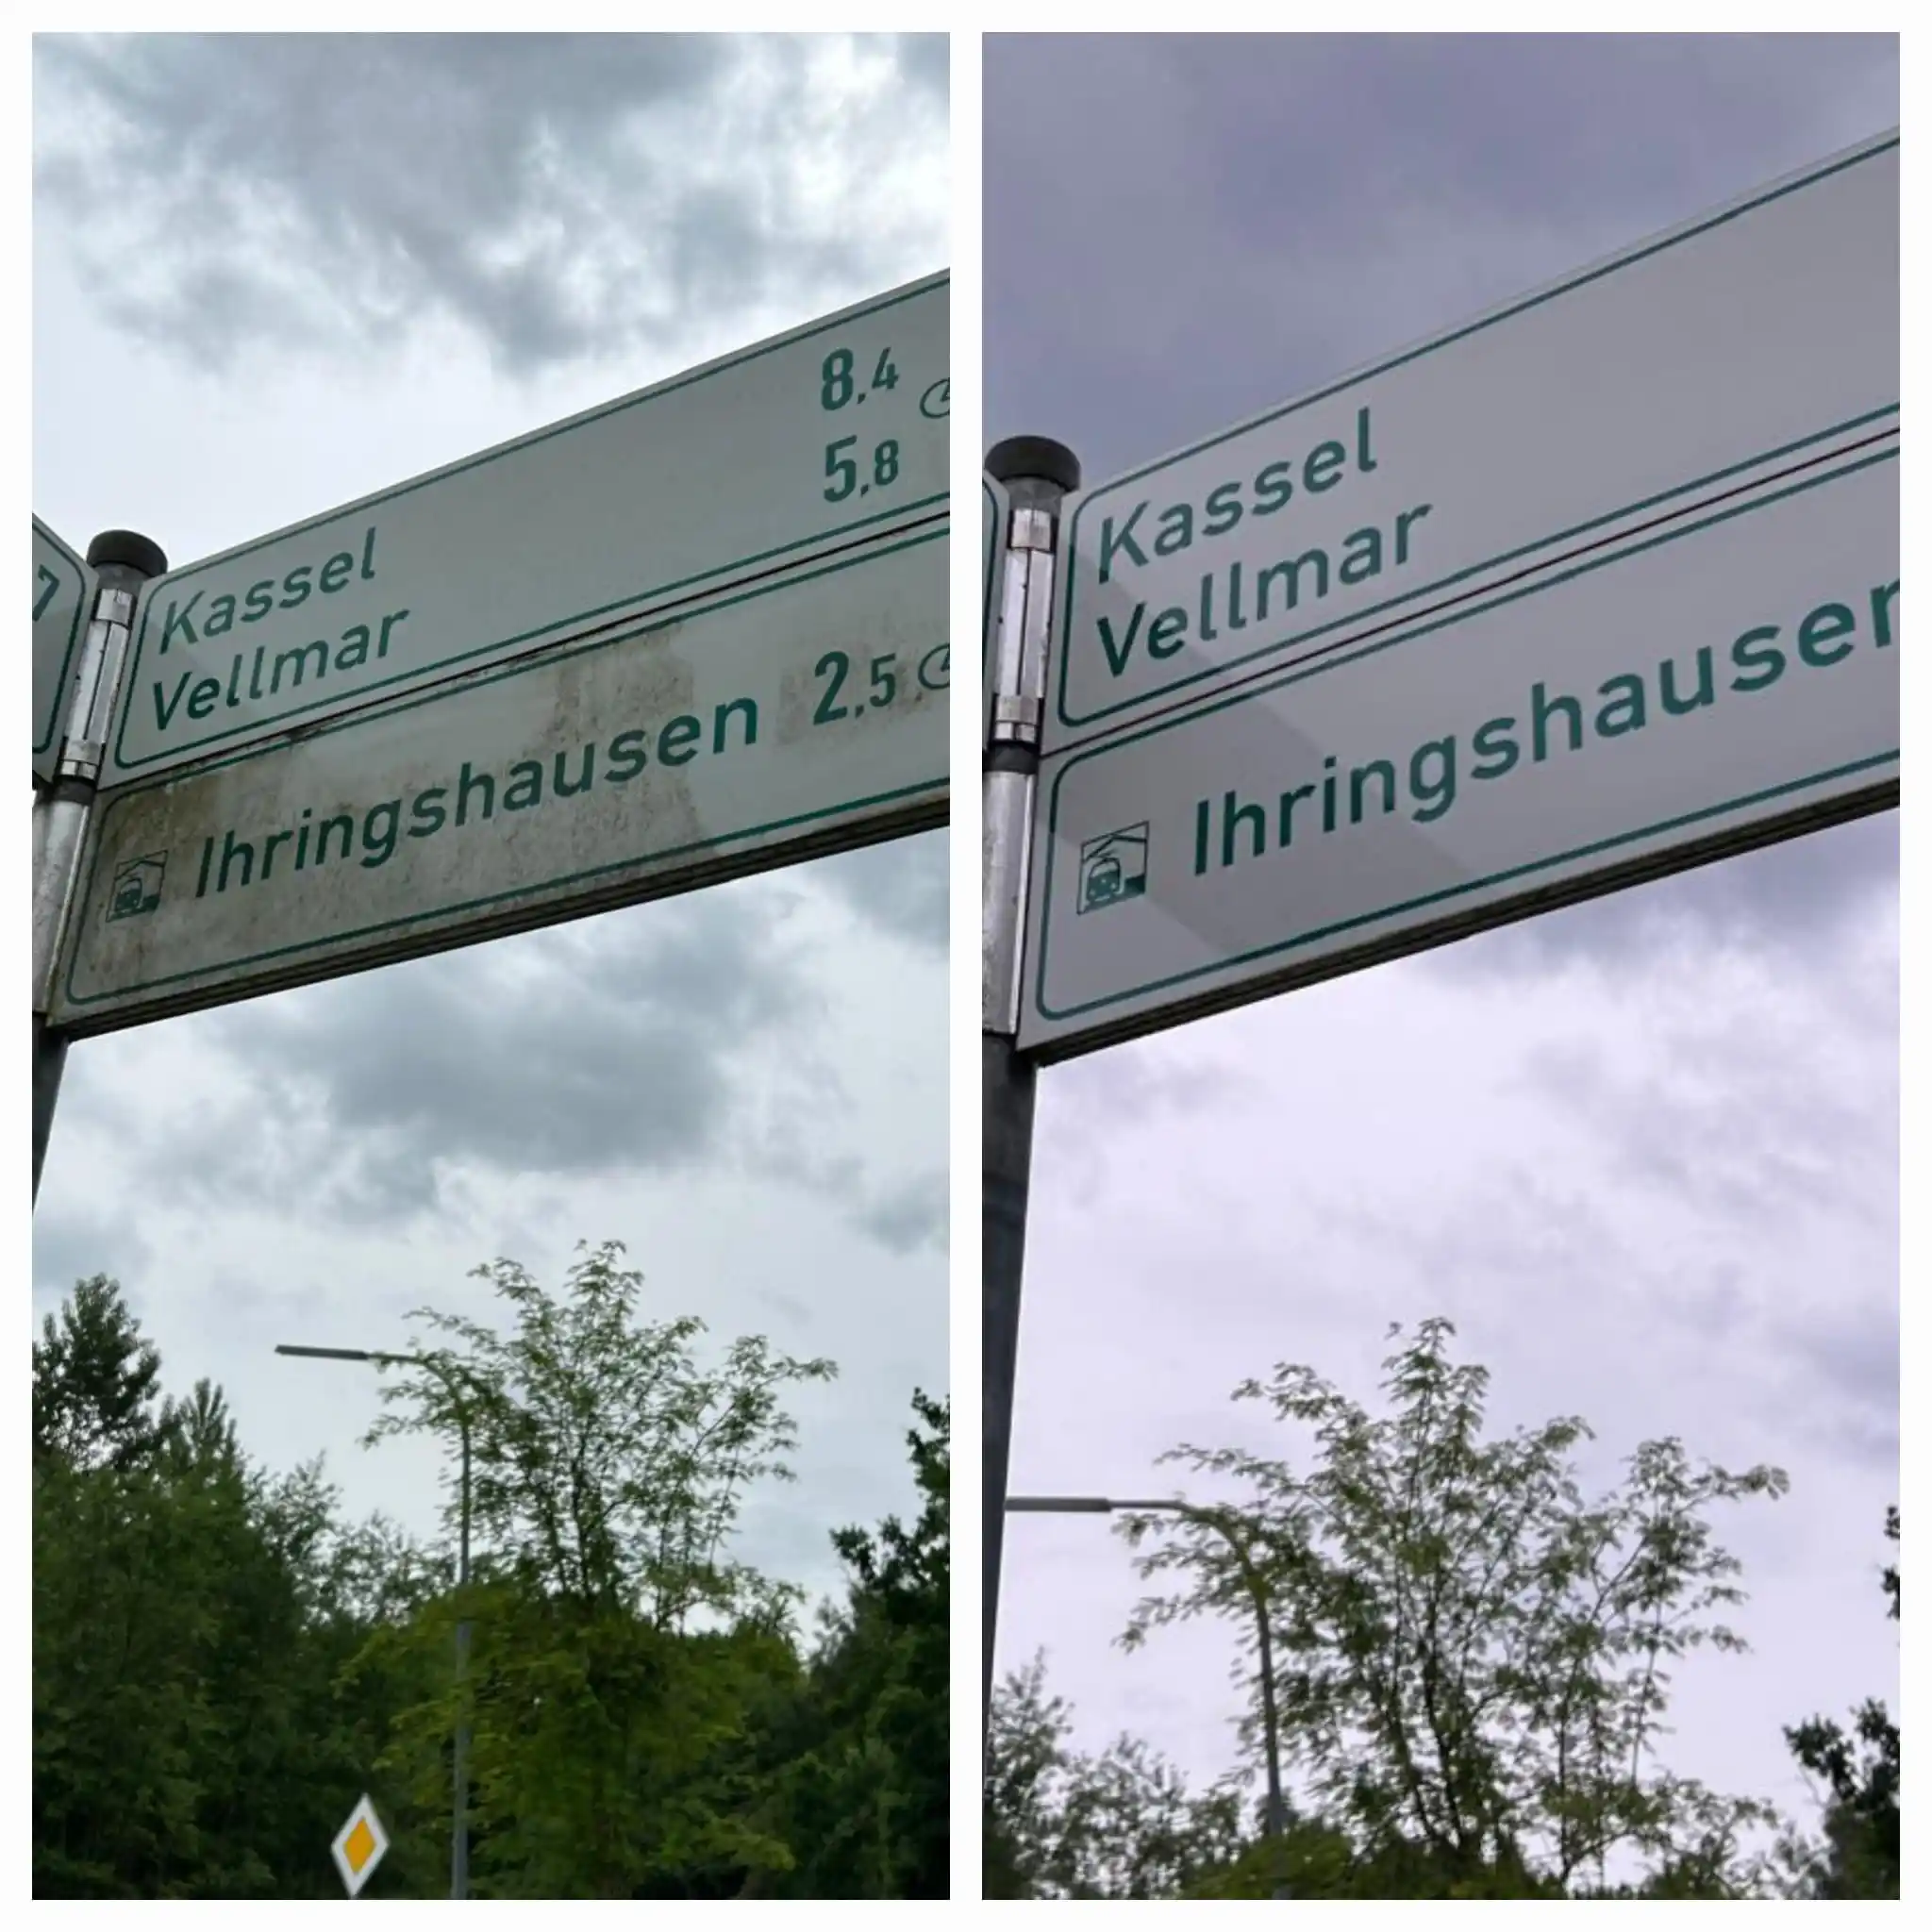 7
Kassel 8,4
Vellmar 5,8
Ihringshausen 2,5
Kassel
Vellmar
Ihringshausen